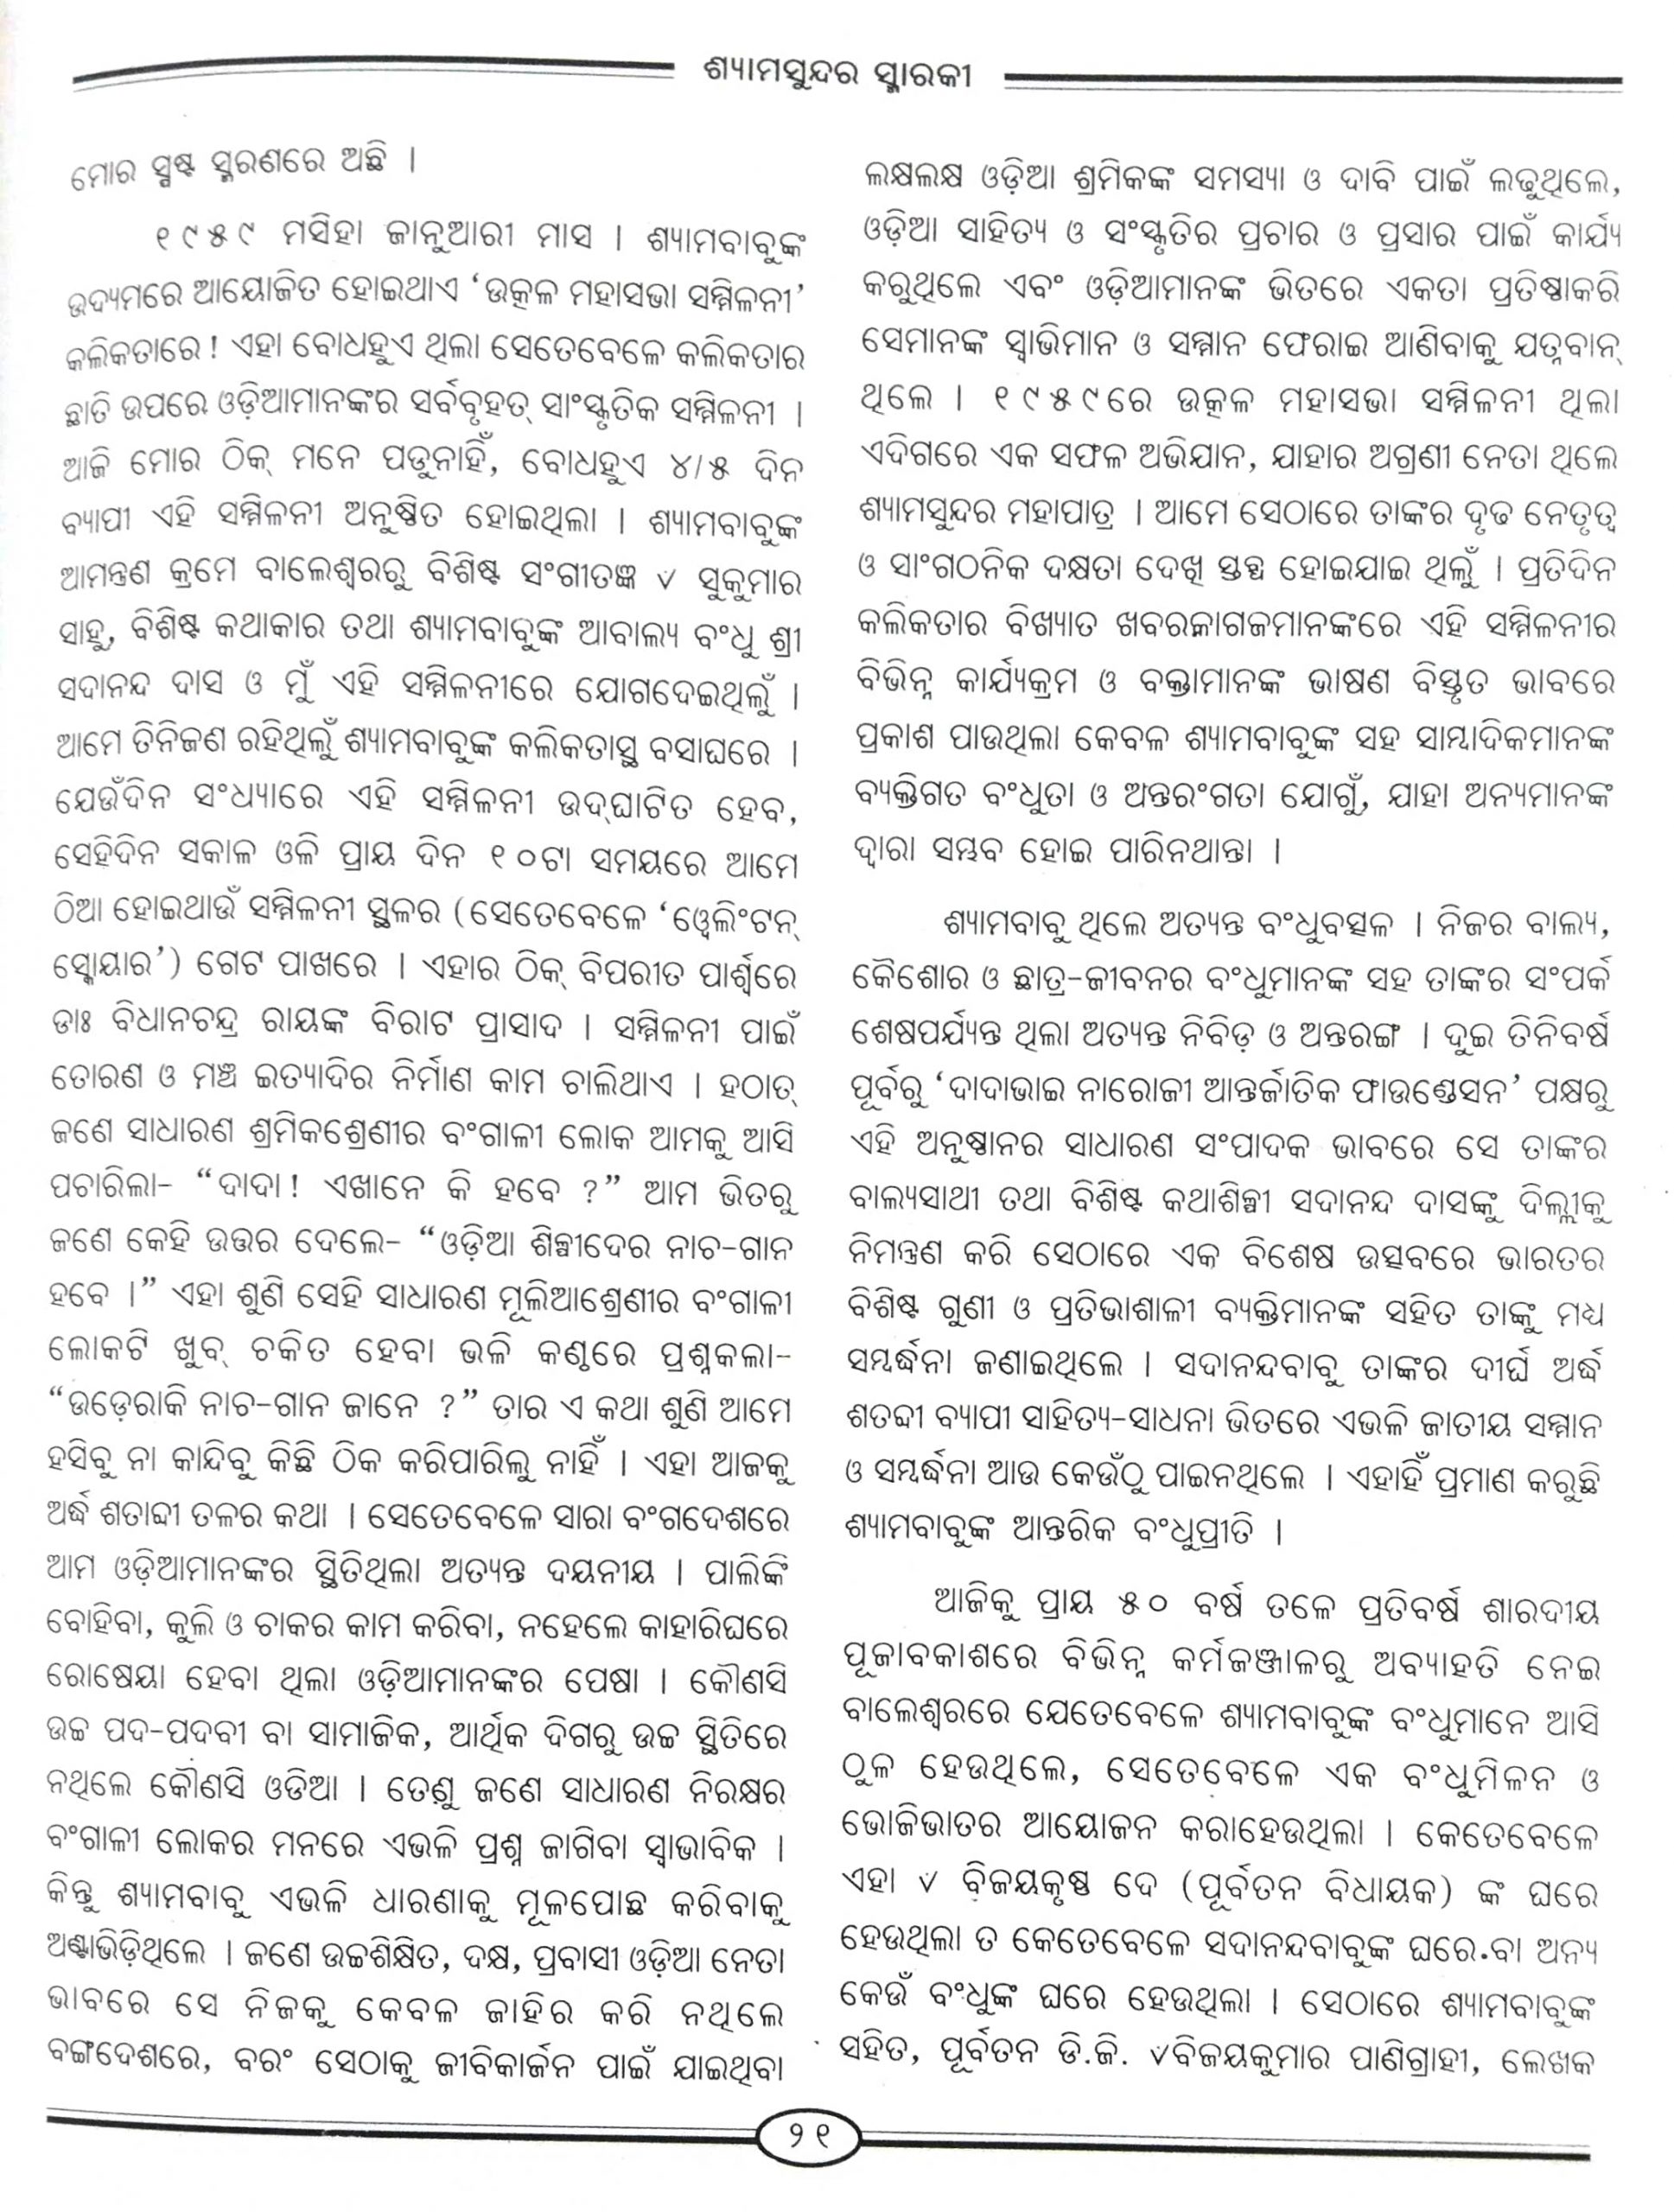 ଶ୍ୟାମସୁନ୍ଦର ସ୍ମାରକୀ
ମୋର ସ୍ପଷ୍ଟ ସ୍ମରଣରେ ଅଛି ।
୧୯୫୯ ମସିହା ଜାନୁଆରୀ ମାସ । ଶ୍ୟାମବାବୁଙ୍କ
ଉଦ୍ୟମରେ ଆୟୋଜିତ ହୋଇଥାଏ ‘ଉତ୍କଳ ମହାସଭା ସମ୍ମିଳନୀ’
କଲିକତାରେ ! ଏହା ବୋଧହୁଏ ଥିଲା ସେତେବେଳେ କଲିକତାର
ଛାତି ଉପରେ ଓଡ଼ିଆମାନଙ୍କର ସର୍ବବୃହତ୍ ସାଂସ୍କୃତିକ ସମ୍ମିଳନୀ ।
ଆଜି ମୋର ଠିକ୍ ମନେ ପଡୁନାହିଁ, ବୋଧହୁଏ ୪/୫ ଦିନ
ବ୍ୟାପୀ ଏହି ସମ୍ମିଳନୀ ଅନୁଷ୍ଠିତ ହୋଇଥିଲା । ଶ୍ୟାମବାବୁଙ୍କ
ଆମନ୍ତ୍ରଣ କ୍ରମେ ବାଲେଶ୍ୱରରୁ ବିଶିଷ୍ଟ ସଂଗୀତଜ୍ଞ ୰ ସୁକୁମାର
ସାହୁ, ବିଶିଷ୍ଟ କଥାକାର ତଥା ଶ୍ୟାମବାବୁଙ୍କ ଆବାଲ୍ୟ ବଂଧୁ ଶ୍ରୀ
ସଦାନନ୍ଦ ଦାସ ଓ ମୁଁ ଏହି ସମ୍ମିଳନୀରେ ଯୋଗଦେଇଥିଲୁଁ ।
ଆମେ ତିନିଜଣ ରହିଥିଲୁଁ ଶ୍ୟାମବାବୁଙ୍କ କଲିକତାସ୍ଥ ବସାଘରେ ।
ଯେଉଁଦିନ ସଂଧ୍ୟାରେ ଏହି ସମ୍ମିଳନୀ ଉଦ୍‌ଘାଟିତ ହେବ,
ସେହିଦିନ ସକାଳ ଓଳି ପ୍ରାୟ ଦିନ ୧୦ଟା ସମୟରେ ଆମେ
ଠିଆ ହୋଇଥାଉଁ ସମ୍ମିଳନୀ ସ୍ଥଳର (ସେତେବେଳେ ‘ୱେଲିଂଟନ୍
ସ୍କୋୟାର’) ଗେଟ ପାଖରେ । ଏହାର ଠିକ୍ ବିପରୀତ ପାର୍ଶ୍ୱରେ
ଡାଃ ବିଧାନଚନ୍ଦ୍ର ରାୟଙ୍କ ବିରାଟ ପ୍ରାସାଦ । ସମ୍ମିଳନୀ ପାଇଁ
ତୋରଣ ଓ ମଞ୍ଚ ଇତ୍ୟାଦିର ନିର୍ମାଣ କାମ ଚାଲିଥାଏ । ହଠାତ୍
ଜଣେ ସାଧାରଣ ଶ୍ରମିକଶ୍ରେଣୀର ବଂଗାଳୀ ଲୋକ ଆମକୁ ଆସି
ପଚାରିଲା- “ଦାଦା! ଏଖାନେ କି ହବେ ?” ଆମ ଭିତରୁ
ଜଣେ କେହି ଉତ୍ତର ଦେଲେ- “ଓଡ଼ିଆ ଶିଳ୍ପୀଦେର ନାଚ-ଗାନ
ହବେ ।” ଏହା ଶୁଣି ସେହି ସାଧାରଣ ମୂଲିଆଶ୍ରେଣୀର ବଂଗାଳୀ
ଲୋକଟି ଖୁବ୍ ଚକିତ ହେବା ଭଳି କଣ୍ଠରେ ପ୍ରଶ୍ନକଲା-
“ଉଡ଼େରାକି ନାଚ-ଗାନ ଜାନେ ?” ତାର ଏ କଥା ଶୁଣି ଆମେ
ହସିବୁ ନା କାନ୍ଦିବୁ କିଛି ଠିକ କରିପାରିଲୁ ନାହିଁ । ଏହା ଆଜକୁ
ଅର୍ଦ୍ଧ ଶତାବ୍ଦୀ ତଳର କଥା । ସେତେବେଳେ ସାରା ବଂଗଦେଶରେ
ଆମ ଓଡ଼ିଆମାନଙ୍କର ସ୍ଥିତିଥିଲା ଅତ୍ୟନ୍ତ ଦୟନୀୟ । ପାଲିଙ୍କି
ବୋହିବା, କୁଲି ଓ ଚାକର କାମ କରିବା, ନହେଲେ କାହାରିଘରେ
ରୋଷେୟା ହେବା ଥିଲା ଓଡ଼ିଆମାନଙ୍କର ପେଷା । କୌଣସି
ଉଚ୍ଚ ପଦ-ପଦବୀ ବା ସାମାଜିକ, ଆର୍ଥିକ ଦିଗରୁ ଉଚ୍ଚ ସ୍ଥିତିରେ
ନଥିଲେ କୌଣସି ଓଡିଆ । ତେଣୁ ଜଣେ ସାଧାରଣ ନିରକ୍ଷର
ବଂଗାଳୀ ଲୋକର ମନରେ ଏଭଳି ପ୍ରଶ୍ନ ଜାଗିବା ସ୍ୱାଭାବିକ ।
କିନ୍ତୁ ଶ୍ୟାମବାବୁ ଏଭଳି ଧାରଣାକୁ ମୂଳପୋଛ କରିବାକୁ
ଅଣ୍ଟାଭିଡ଼ିଥିଲେ । ଜଣେ ଉଚ୍ଚଶିକ୍ଷିତ, ଦକ୍ଷ, ପ୍ରବାସୀ ଓଡ଼ିଆ ନେତା
ଭାବରେ ସେ ନିଜକୁ କେବଳ ଜାହିର କରି ନଥିଲେ
ବଙ୍ଗଦେଶରେ, ବରଂ ସେଠାକୁ ଜୀବିକାର୍ଜନ ପାଇଁ ଯାଇଥିବା
ଲକ୍ଷଲକ୍ଷ ଓଡ଼ିଆ ଶ୍ରମିକଙ୍କ ସମସ୍ୟା ଓ ଦାବି ପାଇଁ ଲଢୁଥିଲେ,
ଓଡ଼ିଆ ସାହିତ୍ୟ ଓ ସଂସ୍କୃତିର ପ୍ରଚାର ଓ ପ୍ରସାର ପାଇଁ କାର୍ଯ୍ୟ
କରୁଥିଲେ ଏବଂ ଓଡ଼ିଆମାନଙ୍କ ଭିତରେ ଏକତା ପ୍ରତିଷ୍ଠାକରି
ସେମାନଙ୍କ ସ୍ୱାଭିମାନ ଓ ସମ୍ମାନ ଫେରାଇ ଆଣିବାକୁ ଯତ୍ନବାନ୍
ଥିଲେ । ୧୯୫୯ରେ ଉତ୍କଳ ମହାସଭା ସମ୍ମିଳନୀ ଥିଲା
ଏଦିଗରେ ଏକ ସଫଳ ଅଭିଯାନ, ଯାହାର ଅଗ୍ରଣୀ ନେତା ଥିଲେ
ଶ୍ୟାମସୁନ୍ଦର ମହାପାତ୍ର । ଆମେ ସେଠାରେ ତାଙ୍କର ଦୃଢ ନେତୃତ୍ୱ
ଓ ସାଂଗଠନିକ ଦକ୍ଷତା ଦେଖି ସ୍ତବ୍ଧ ହୋଇଯାଇ ଥିଲୁଁ । ପ୍ରତିଦିନ
କଲିକତାର ବିଖ୍ୟାତ ଖବରକାଗଜମାନଙ୍କରେ ଏହି ସମ୍ମିଳନୀର
ବିଭିନ୍ନ କାର୍ଯ୍ୟକ୍ରମ ଓ ବକ୍ତାମାନଙ୍କ ଭାଷଣ ବିସ୍ତୃତ ଭାବରେ
ପ୍ରକାଶ ପାଉଥିଲା କେବଳ ଶ୍ୟାମବାବୁଙ୍କ ସହ ସାମ୍ବାଦିକମାନଙ୍କ
ବ୍ୟକ୍ତିଗତ ବଂଧୁତା ଓ ଅନ୍ତରଂଗତା ଯୋଗୁଁ, ଯାହା ଅନ୍ୟମାନଙ୍କ
ଦ୍ୱାରା ସମ୍ଭବ ହୋଇ ପାରିନଥାନ୍ତା ।
ଶ୍ୟାମବାବୁ ଥିଲେ ଅତ୍ୟନ୍ତ ବଂଧୁବତ୍ସଳ । ନିଜର ବାଲ୍ୟ,
କୈଶୋର ଓ ଛାତ୍ର-ଜୀବନର ବଂଧୁମାନଙ୍କ ସହ ତାଙ୍କର ସଂପର୍କ
ଶେଷପର୍ଯ୍ୟନ୍ତ ଥିଲା ଅତ୍ୟନ୍ତ ନିବିଡ଼ ଓ ଅନ୍ତରଙ୍ଗ । ଦୁଇ ତିନିବର୍ଷ
ପୂର୍ବରୁ ‘ଦାଦାଭାଇ ନାରୋଜୀ ଆନ୍ତର୍ଜାତିକ ଫାଉଣ୍ଡେସନ’ ପକ୍ଷରୁ
ଏହି ଅନୁଷ୍ଠାନର ସାଧାରଣ ସଂପାଦକ ଭାବରେ ସେ ତାଙ୍କର
ବାଲ୍ୟସାଥୀ ତଥା ବିଶିଷ୍ଟ କଥାଶିଳ୍ପୀ ସଦାନନ୍ଦ ଦାସଙ୍କୁ ଦିଲ୍ଲୀକୁ
ନିମନ୍ତ୍ରଣ କରି ସେଠାରେ ଏକ ବିଶେଷ ଉତ୍ସବରେ ଭାରତର
ବିଶିଷ୍ଟ ଗୁଣୀ ଓ ପ୍ରତିଭାଶାଳୀ ବ୍ୟକ୍ତିମାନଙ୍କ ସହିତ ତାଙ୍କୁ ମଧ୍ୟ
ସମ୍ବର୍ଦ୍ଧନା ଜଣାଇଥିଲେ । ସଦାନନ୍ଦବାବୁ ତାଙ୍କର ଦୀର୍ଘ ଅର୍ଦ୍ଧ
ଶତାବ୍ଦୀ ବ୍ୟାପୀ ସାହିତ୍ୟ-ସାଧନା ଭିତରେ ଏଭଳି ଜାତୀୟ ସମ୍ମାନ
ଓ ସମ୍ବର୍ଦ୍ଧନା ଆଉ କେଉଁଠୁ ପାଇନଥିଲେ । ଏହାହିଁ ପ୍ରମାଣ କରୁଛି
ଶ୍ୟାମବାବୁଙ୍କ ଆନ୍ତରିକ ବଂଧୁପ୍ରୀତି ।
ଆଜିକୁ ପ୍ରାୟ ୫୦ ବର୍ଷ ତଳେ ପ୍ରତିବର୍ଷ ଶାରଦୀୟ
ପୂଜାବକାଶରେ ବିଭିନ୍ନ କର୍ମଜଞ୍ଜାଳରୁ ଅବ୍ୟାହତି ନେଇ
ବାଲେଶ୍ୱରରେ ଯେତେବେଳେ ଶ୍ୟାମବାବୁଙ୍କ ବଂଧୁମାନେ ଆସି
ଠୁଳ ହେଉଥିଲେ, ସେତେବେଳେ ଏକ ବଂଧୁମିଳନ ଓ
ଭୋଜିଭାତର ଆୟୋଜନ କରାହେଉଥିଲା । କେତେବେଳେ
ଏହା ୰ ବିଜୟକୃଷ୍ଣ ଦେ (ପୂର୍ବତନ ବିଧାୟକ) ଙ୍କ ଘରେ
ହେଉଥିଲା ତ କେତେବେଳେ ସଦାନନ୍ଦବାବୁଙ୍କ ଘରେ.ବା ଅନ୍ୟ
କେଉଁ ବଂଧୁଙ୍କ ଘରେ ହେଉଥିଲା । ସେଠାରେ ଶ୍ୟାମବାବୁଙ୍କ
ସହିତ, ପୂର୍ବତନ ଡି.ଜି. ୰ବିଜୟକୁମାର ପାଣିଗ୍ରାହୀ, ଲେଖକ
୨୧